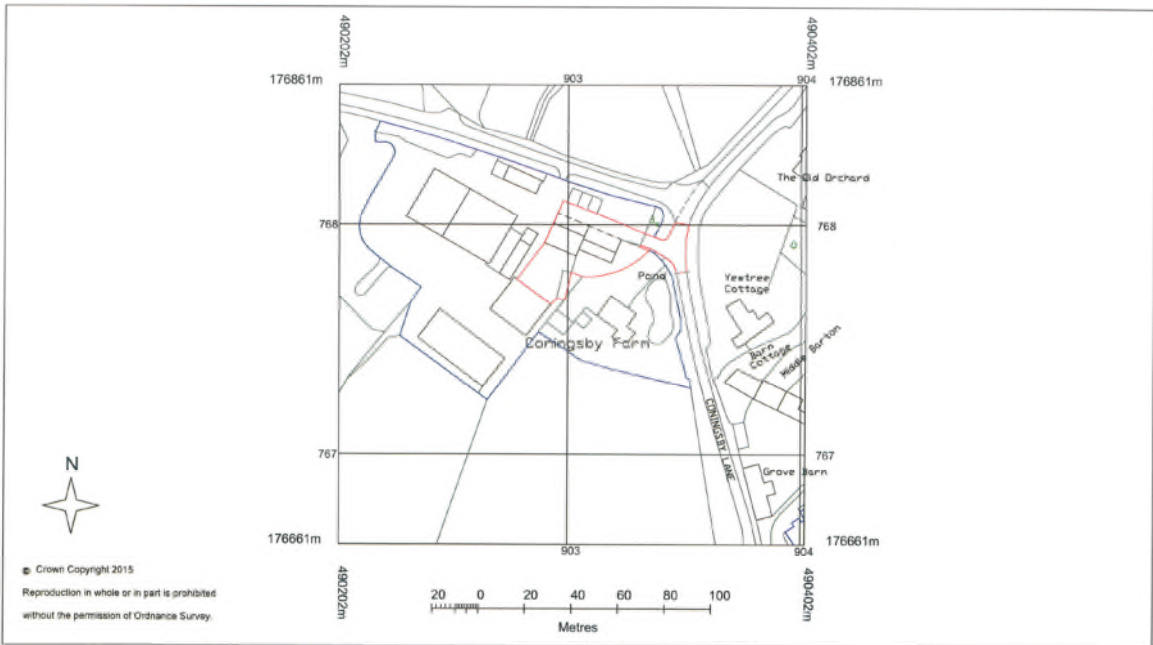 490202m
490402m
176861m
903
904
176861m
The Old Orchard
768
768
Pond
Yewtree
Cottage
Coningsby Farm
Barn
Cottage
Middle Barton
CONINGSBY LANE
767
767
Grove Barn
N
176661m
903
904
176661m
490202m
490402m
© Crown Copyright 2015
Reproduction in whole or in part is prohibited
without the permission of Ordnance Survey.
20 0 20 40 60 80 100
Metres